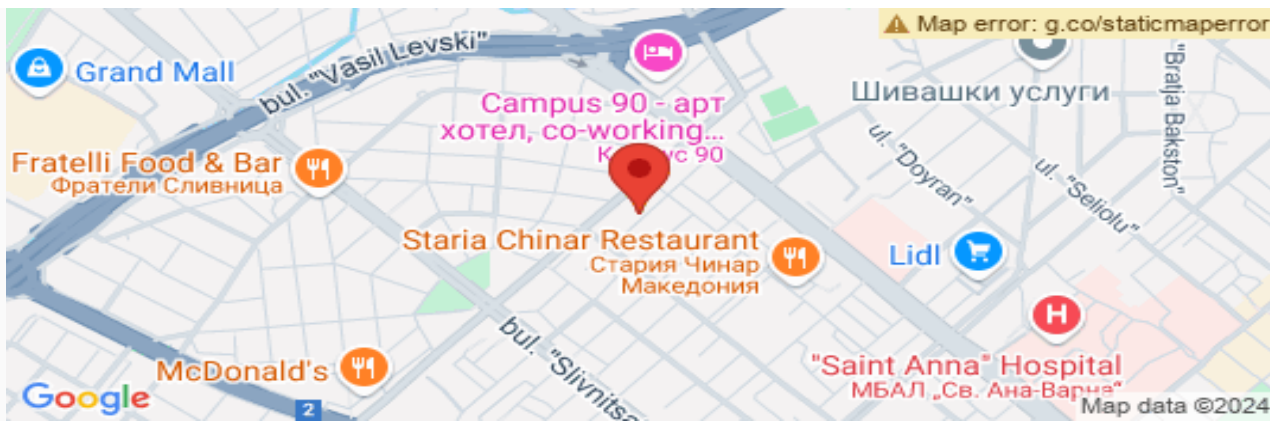 Map error: g.co/staticmaperror
Grand Mall
bul. "Vasil Levski"
Campus 90 - арт
хотел, co-working...
90
Шивашки услуги
"Bratja Bakston"
ul. "Doyran"
ul. "Seliolu"
Fratelli Food & Bar
Фратели Сливница
Staria Chinar Restaurant
Стария Чинар
Македония
Lidl
bul. "Slivnitsa
McDonald's
2
"Saint Anna" Hospital
МБАЛ „Св. Ана-Варна“
Google
Map data ©2024